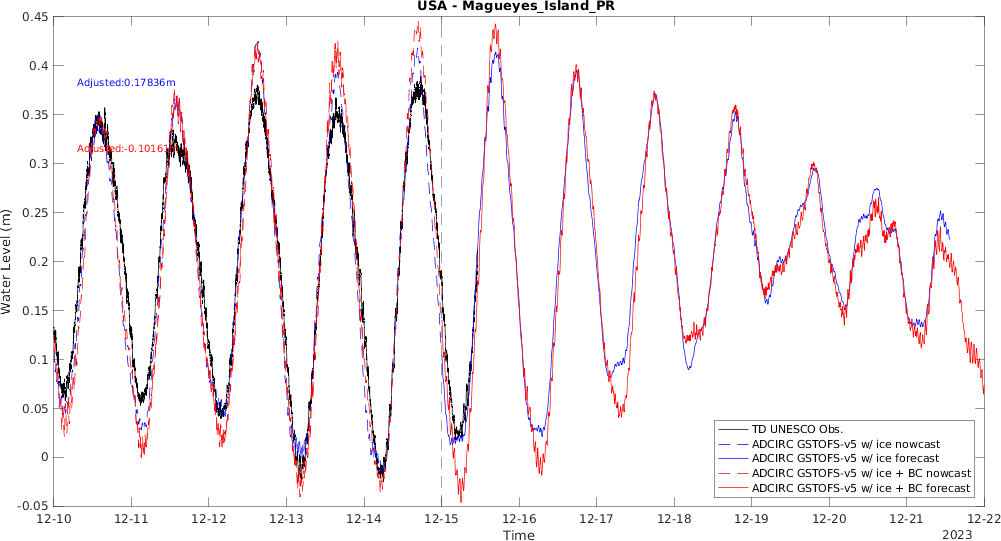 USA - Magueyes_Island_PR
0.45
0.4
0.35
0.3
0.25
0.2
0.15
0.1
0.05
0
-0.05
Water Level (m)
Adjusted:0.17836m
Adjusted:-0.10161
TD UNESCO Obs.
ADCIRC GSTOFS-v5 w/ ice nowcast
ADCIRC GSTOFS-v5 w/ ice forecast
ADCIRC GSTOFS-v5 w/ ice + BC nowcast
ADCIRC GSTOFS-v5 w/ ice + BC forecast
12-10 12-11 12-12 12-13 12-14 12-15 12-16 12-17 12-18 12-19 12-20 12-21 12-22
Time
2023